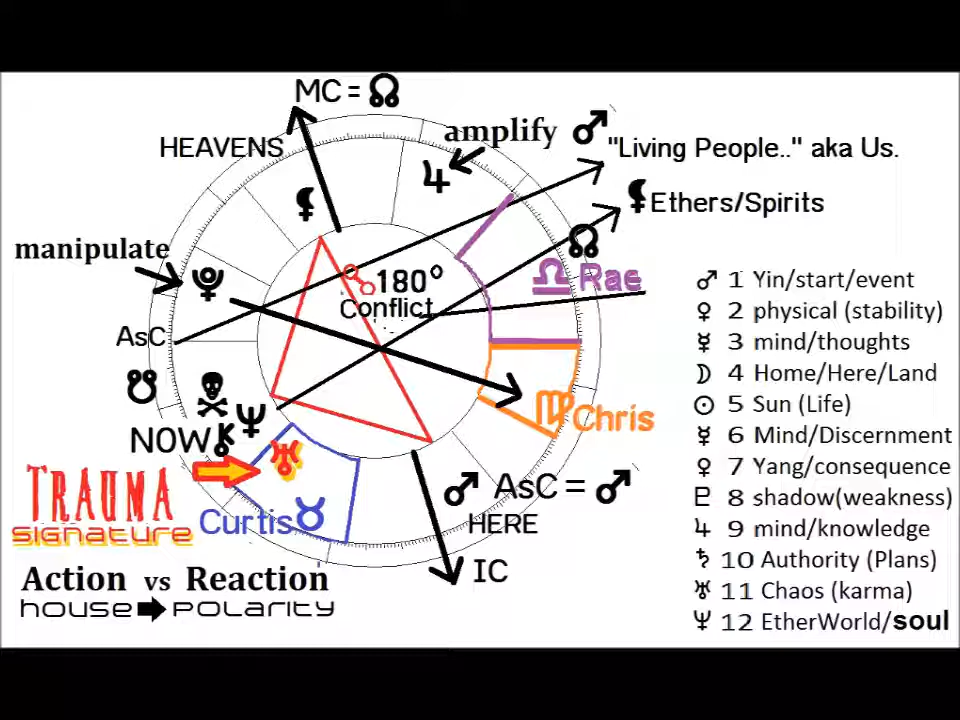 MC = ☊
HEAVENS
amplify ♂
"Living People.." aka Us.
♃
⚸
⚸ Ethers/Spirits
manipulate
♇
☍ 180°
Conflict
☊
♎ Rae
AsC
☋
☠
NOW ⚷ ♆
♍ Chris
TRAUMA
signature
♅
Curtis ♉
♂ AsC = ♂
HERE
IC
Action vs Reaction
house ➡ POLARITY
♂ 1 Yin/start/event
♀ 2 physical (stability)
☿ 3 mind/thoughts
☽ 4 Home/Here/Land
☉ 5 Sun (Life)
☿ 6 Mind/Discernment
♀ 7 Yang/consequence
♇ 8 shadow(weakness)
♃ 9 mind/knowledge
♄ 10 Authority (Plans)
♅ 11 Chaos (karma)
♆ 12 EtherWorld/soul